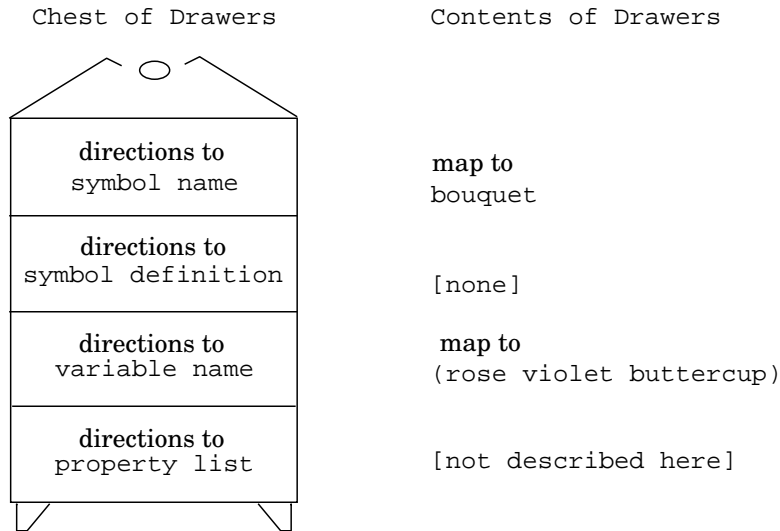 Chest of Drawers
Contents of Drawers
directions to
symbol name
map to
bouquet
directions to
symbol definition
[none]
directions to
variable name
map to
(rose violet buttercup)
directions to
property list
[not described here]